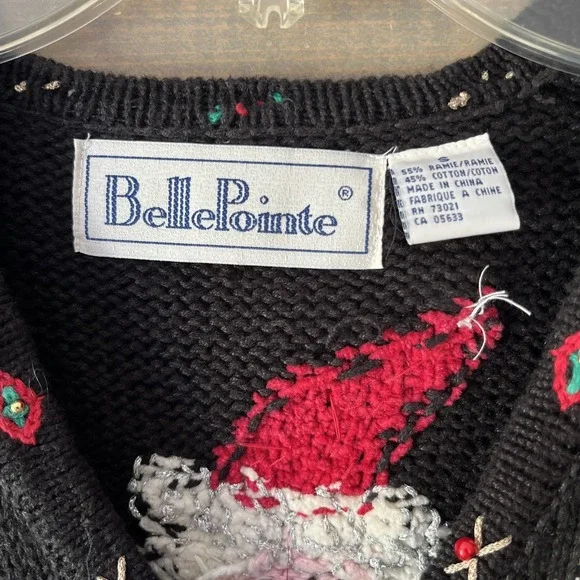 BellePointe®
S
55% RAMIE/RAMIE
45% COTTON/COTON
MADE IN CHINA
FABRIQUE A CHINE
RN 73021
CA 05633